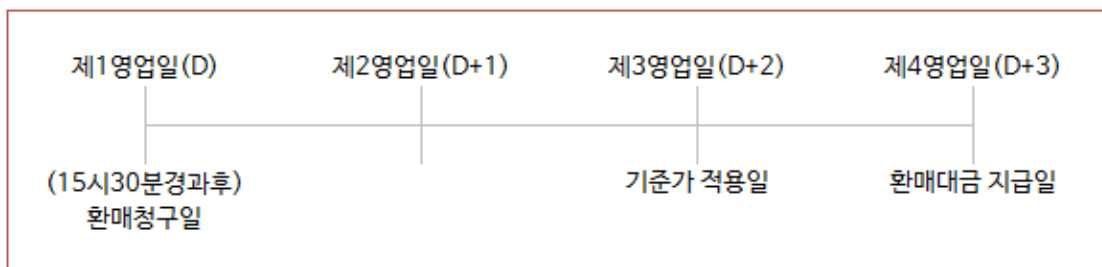 제1영업일(D) 제2영업일(D+1) 제3영업일(D+2) 제4영업일(D+3)
(15시30분경과후) 기준가 적용일 환매대금 지급일
환매청구일